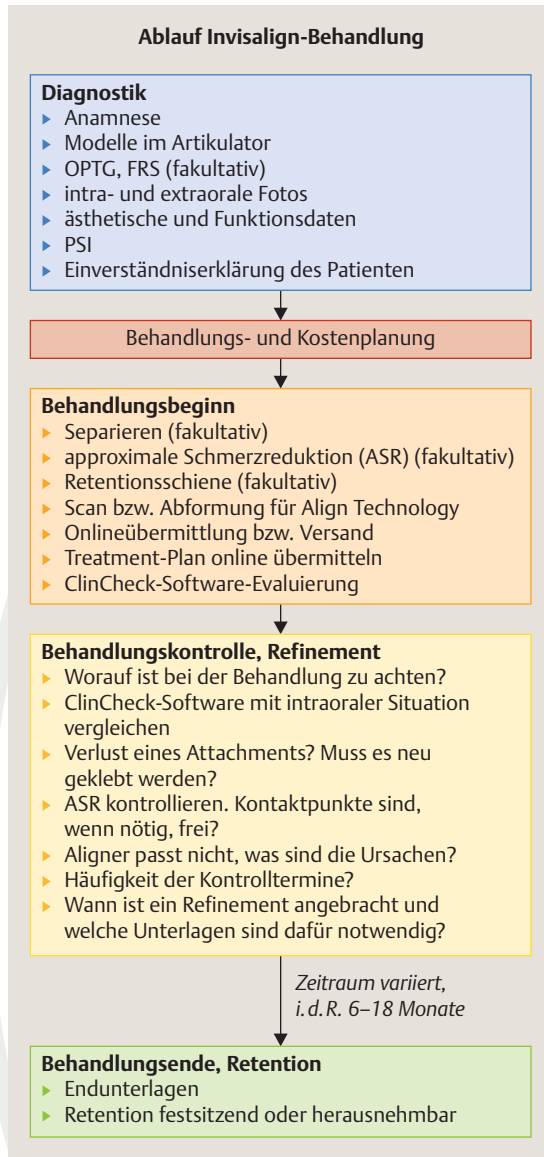 Ablauf Invisalign-Behandlung
Diagnostik
▸ Anamnese
▸ Modelle im Artikulator
▸ OPTG, FRS (fakultativ)
▸ intra- und extraorale Fotos
▸ ästhetische und Funktionsdaten
▸ PSI
▸ Einverständniserklärung des Patienten
Behandlungs- und Kostenplanung
Behandlungsbeginn
▸ Separieren (fakultativ)
▸ approximale Schmerzreduktion (ASR) (fakultativ)
▸ Retentionsschiene (fakultativ)
▸ Scan bzw. Abformung für Align Technology
▸ Onlineübermittlung bzw. Versand
▸ Treatment-Plan online übermitteln
▸ ClinCheck-Software-Evaluierung
Behandlungskontrolle, Refinement
▸ Worauf ist bei der Behandlung zu achten?
▸ ClinCheck-Software mit intraoraler Situation
vergleichen
▸ Verlust eines Attachments? Muss es neu
geklebt werden?
▸ ASR kontrollieren. Kontaktpunkte sind,
wenn nötig, frei?
▸ Aligner passt nicht, was sind die Ursachen?
▸ Häufigkeit der Kontrolltermine?
▸ Wann ist ein Refinement angebracht und
welche Unterlagen sind dafür notwendig?
Zeitraum variiert,
i. d. R. 6–18 Monate
Behandlungsende, Retention
▸ Endunterlagen
▸ Retention festsitzend oder herausnehmbar